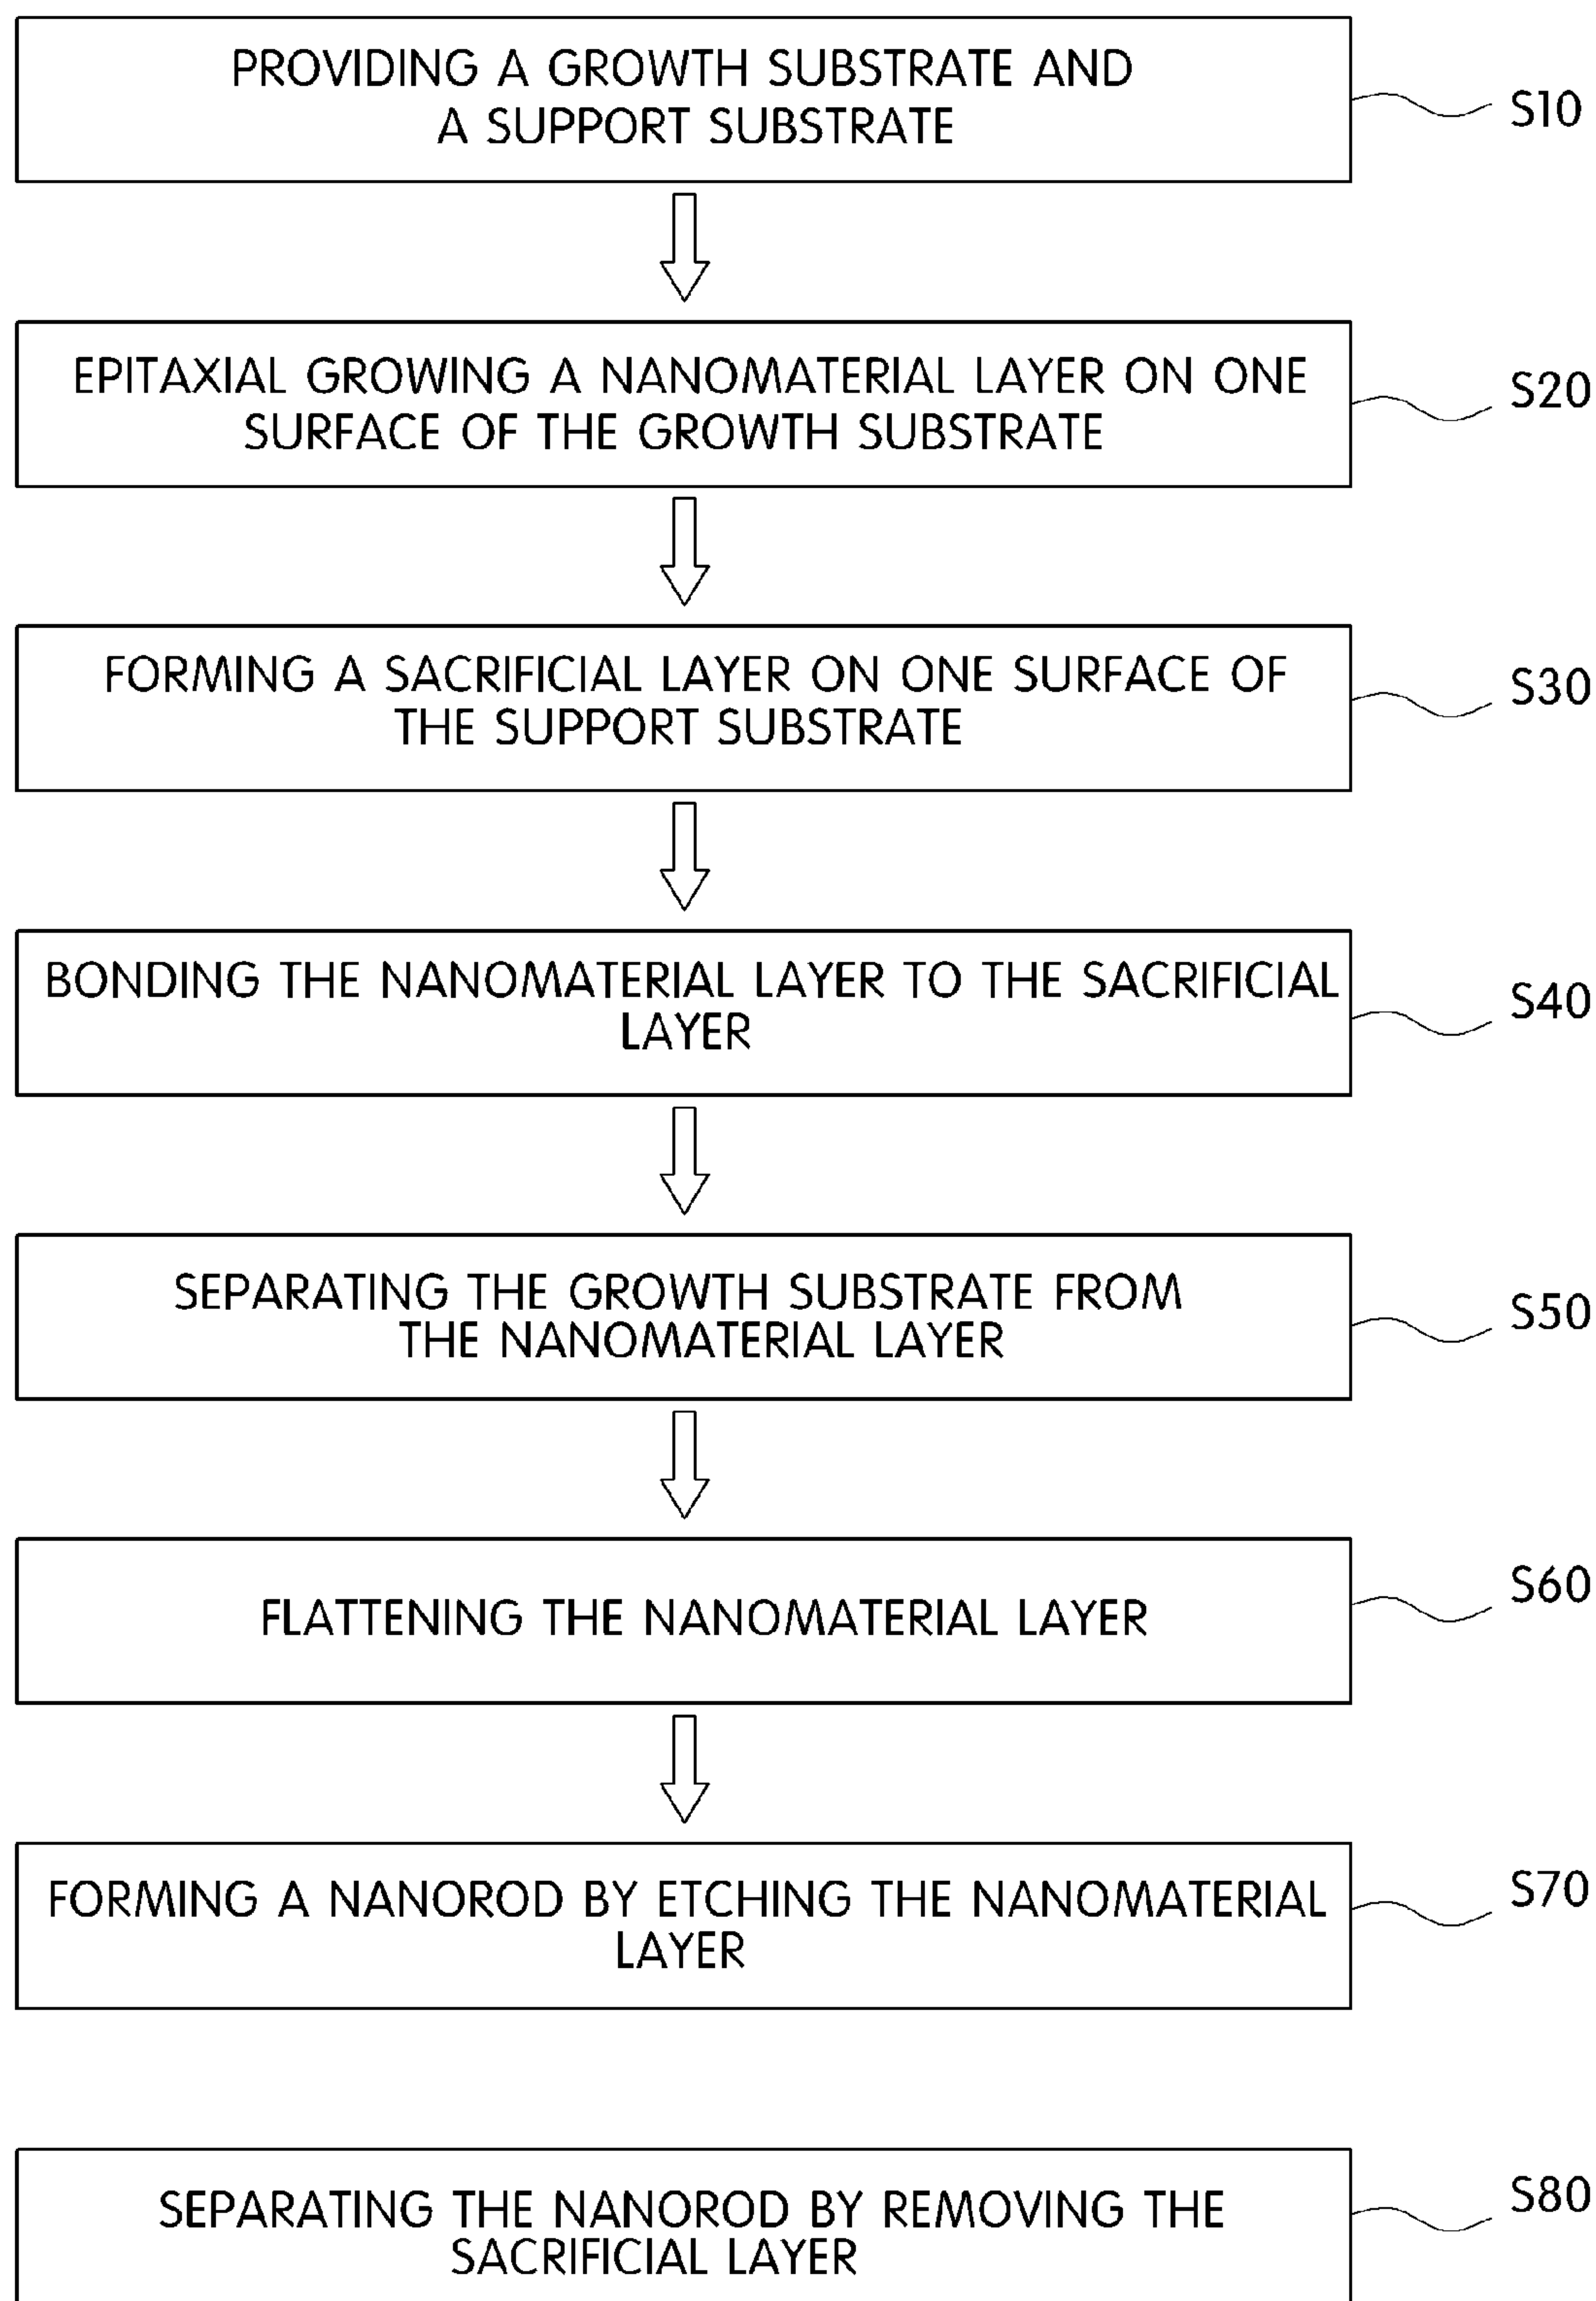 PROVIDING A GROWTH SUBSTRATE AND
A SUPPORT SUBSTRATE
S10
EPITAXIAL GROWING A NANOMATERIAL LAYER ON ONE
SURFACE OF THE GROWTH SUBSTRATE
S20
FORMING A SACRIFICIAL LAYER ON ONE SURFACE OF
THE SUPPORT SUBSTRATE
S30
BONDING THE NANOMATERIAL LAYER TO THE SACRIFICIAL
LAYER
S40
SEPARATING THE GROWTH SUBSTRATE FROM
THE NANOMATERIAL LAYER
S50
FLATTENING THE NANOMATERIAL LAYER
S60
FORMING A NANOROD BY ETCHING THE NANOMATERIAL
LAYER
S70
SEPARATING THE NANOROD BY REMOVING THE
SACRIFICIAL LAYER
S80